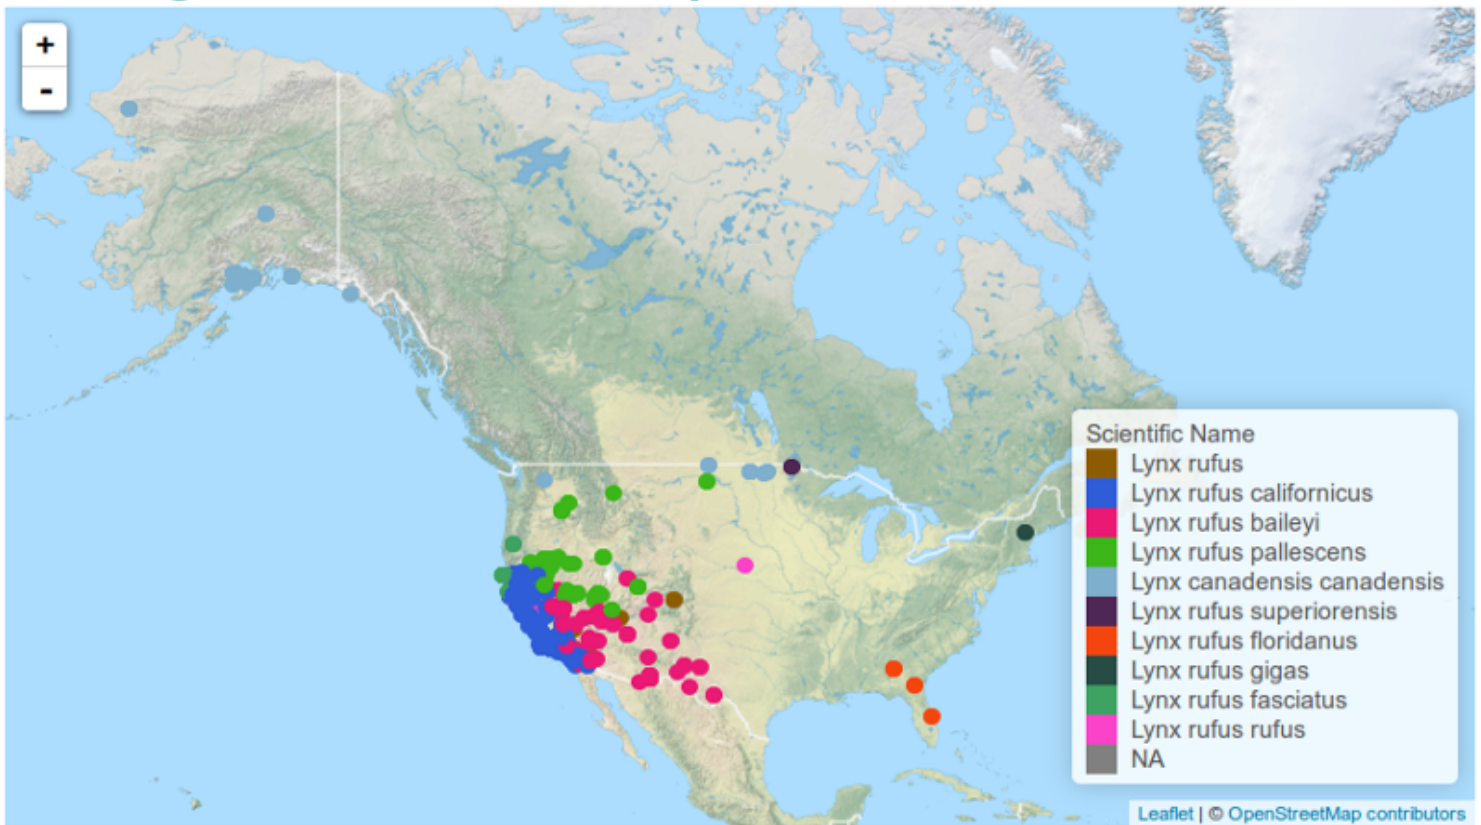 +
-
Scientific Name
Lynx rufus
Lynx rufus californicus
Lynx rufus baileyi
Lynx rufus pallescens
Lynx canadensis canadensis
Lynx rufus superiorensis
Lynx rufus floridanus
Lynx rufus gigas
Lynx rufus fasciatus
Lynx rufus rufus
NA
Leaflet | © OpenStreetMap contributors